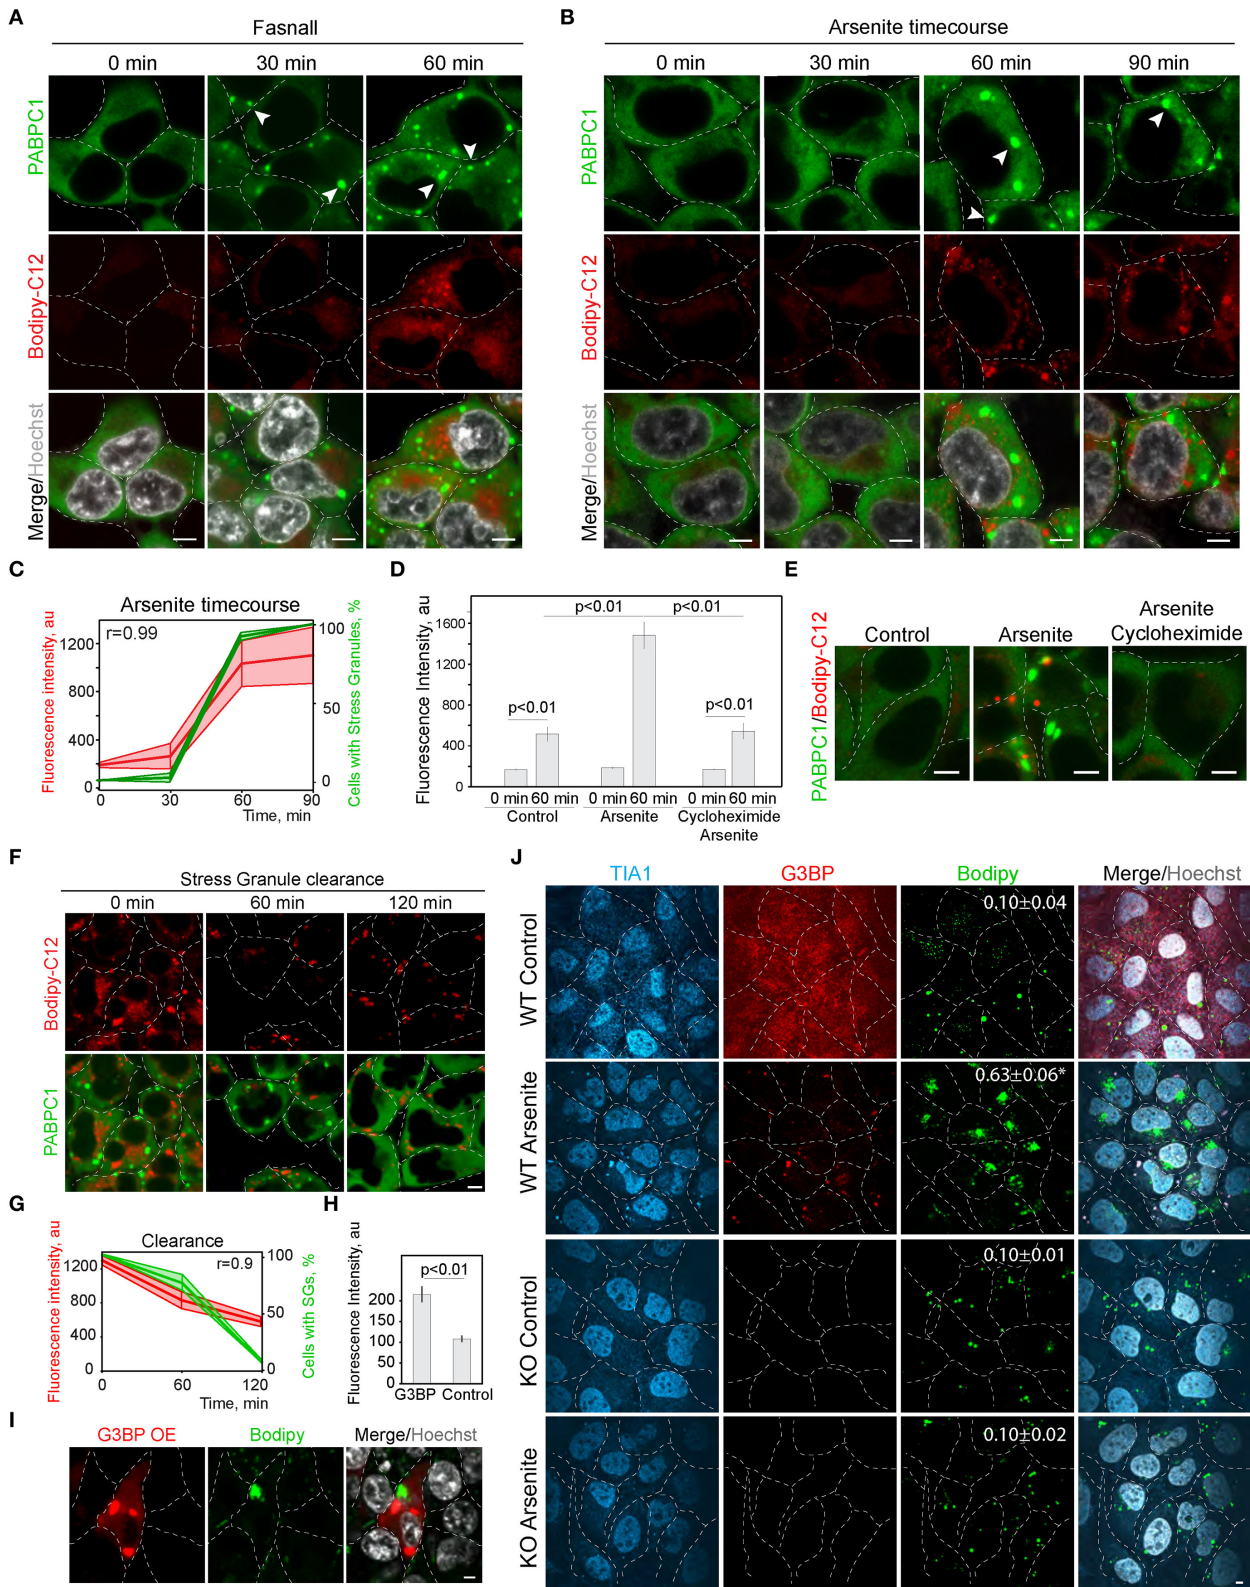 A
Fasnall
0 min 30 min 60 min
PABPC1
Bodipy-C12
Merge/Hoechst
B
Arsenite timecourse
0 min 30 min 60 min 90 min
PABPC1
Bodipy-C12
Merge/Hoechst
C
Arsenite timecourse
r=0.99
Fluorescence intensity, au
1200
800
400
0
Cells with Stress Granules, %
100
50
0
0 30 60 90
Time, min
D
Fluorescence Intensity, au
1600
1200
800
400
0
p<0.01 p<0.01
p<0.01 p<0.01
0 min 60 min 0 min 60 min 0 min 60 min
Control Arsenite Cycloheximide
Arsenite
E
PABPC1/Bodipy-C12
Control Arsenite Arsenite
Cycloheximide
F
Stress Granule clearance
0 min 60 min 120 min
Bodipy-C12
PABPC1
G
Clearance
r=0.9
Fluorescence intensity, au
1200
800
400
0
Cells with SGs, %
100
50
0
0 60 120
Time, min
H
Fluorescence Intensity, au
p<0.01
200
150
100
50
0
G3BP Control
I
G3BP OE Bodipy Merge/Hoechst
J
TIA1 G3BP Bodipy Merge/Hoechst
WT Control
0.10±0.04
WT Arsenite
0.63±0.06*
KO Control
0.10±0.01
KO Arsenite
0.10±0.02